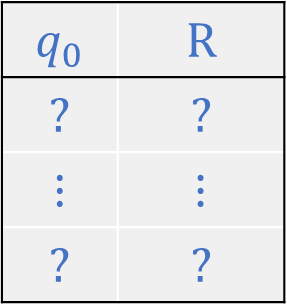 q₀ R
? ?
⋮ ⋮
? ?